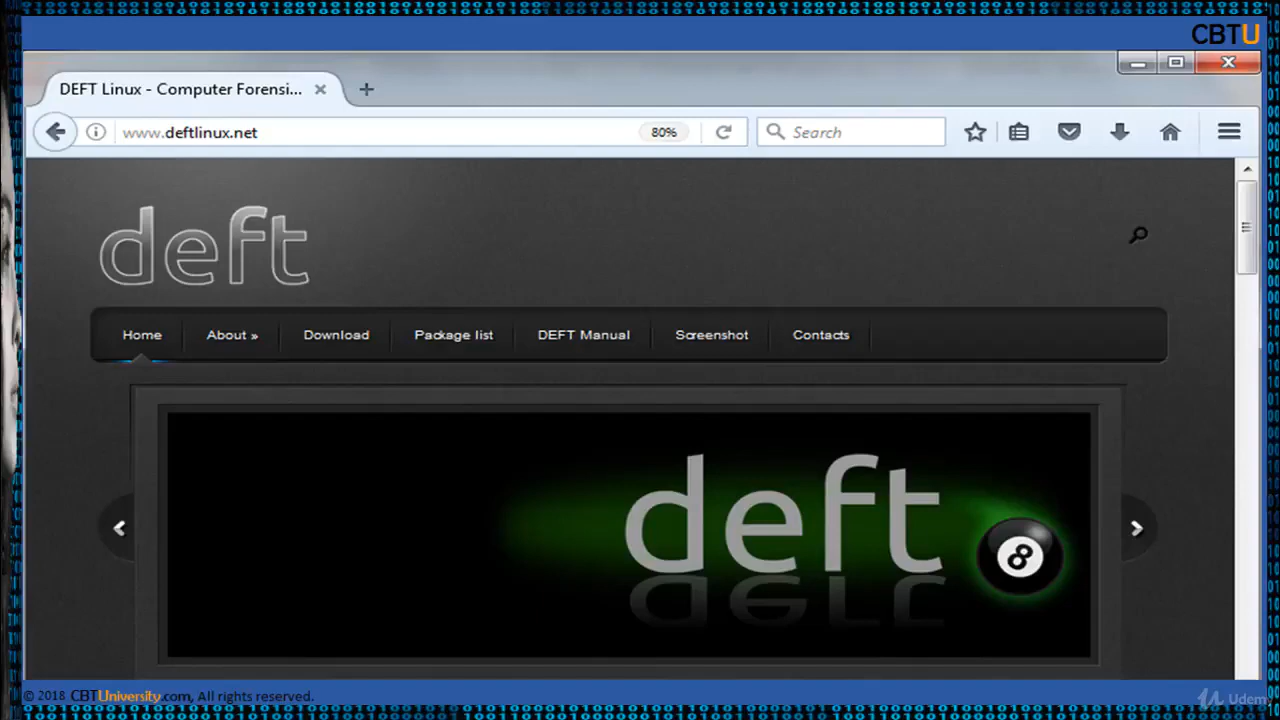 CBTU
DEFT Linux - Computer Forensi...
www.deftlinux.net
80%
Search
deft
Home
About »
Download
Package list
DEFT Manual
Screenshot
Contacts
deft
8
© 2018 CBTUniversity.com, All rights reserved.
Udemy